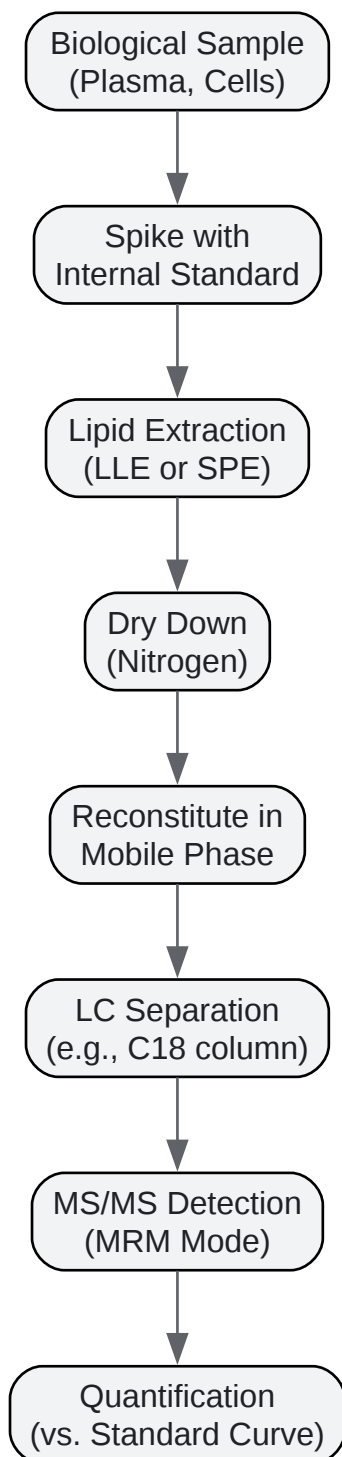 Biological Sample
(Plasma, Cells)
Spike with
Internal Standard
Lipid Extraction
(LLE or SPE)
Dry Down
(Nitrogen)
Reconstitute in
Mobile Phase
LC Separation
(e.g., C18 column)
MS/MS Detection
(MRM Mode)
Quantification
(vs. Standard Curve)